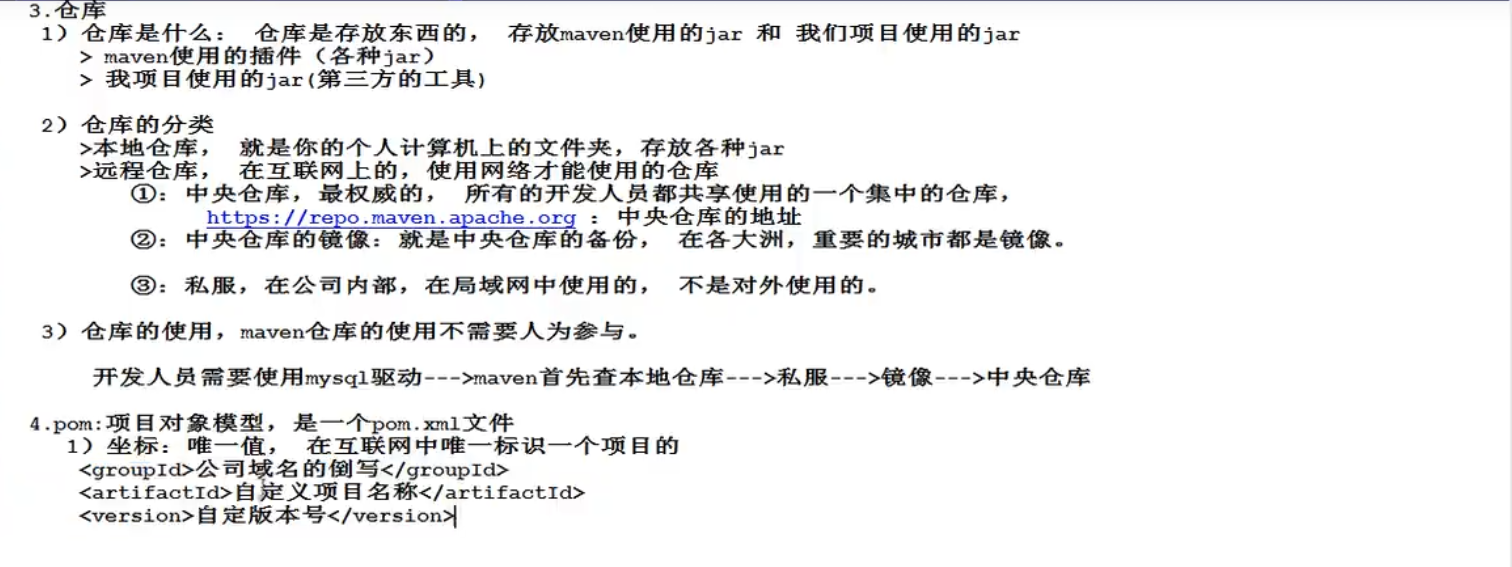 3.仓库
1）仓库是什么： 仓库是存放东西的， 存放maven使用的jar 和 我们项目使用的jar
> maven使用的插件（各种jar）
> 我项目使用的jar(第三方的工具)
2）仓库的分类
>本地仓库， 就是你的个人计算机上的文件夹，存放各种jar
>远程仓库， 在互联网上的，使用网络才能使用的仓库
①：中央仓库，最权威的， 所有的开发人员都共享使用的一个集中的仓库，
https://repo.maven.apache.org ：中央仓库的地址
②：中央仓库的镜像：就是中央仓库的备份， 在各大洲，重要的城市都是镜像。
③：私服，在公司内部，在局域网中使用的， 不是对外使用的。
3）仓库的使用，maven仓库的使用不需要人为参与。
开发人员需要使用mysql驱动--->maven首先查本地仓库--->私服--->镜像--->中央仓库
4.pom:项目对象模型，是一个pom.xml文件
1）坐标：唯一值， 在互联网中唯一标识一个项目的
<groupId>公司域名的倒写</groupId>
<artifactId>自定义项目名称</artifactId>
<version>自定版本号</version>